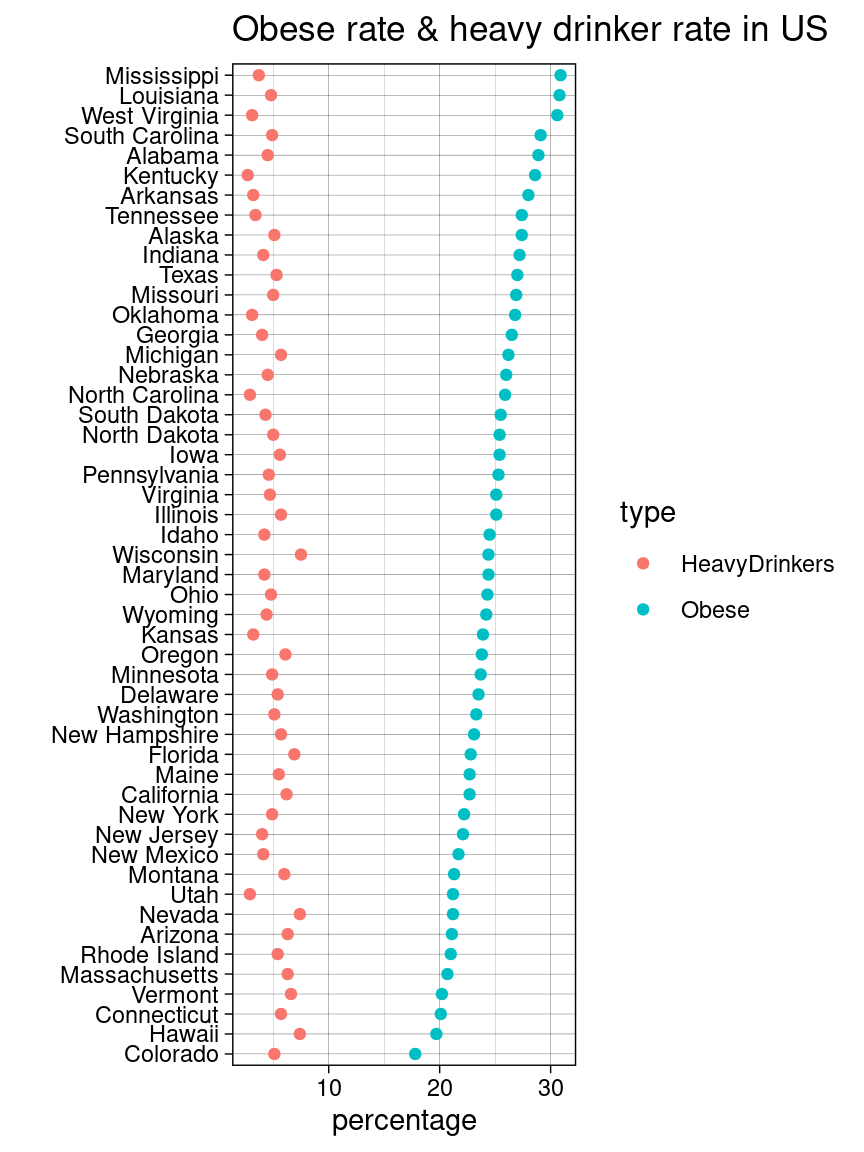 Obese rate & heavy drinker rate in US
Mississippi
Louisiana
West Virginia
South Carolina
Alabama
Kentucky
Arkansas
Tennessee
Alaska
Indiana
Texas
Missouri
Oklahoma
Georgia
Michigan
Nebraska
North Carolina
South Dakota
North Dakota
Iowa
Pennsylvania
Virginia
Illinois
Idaho
Wisconsin
Maryland
Ohio
Wyoming
Kansas
Oregon
Minnesota
Delaware
Washington
New Hampshire
Florida
Maine
California
New York
New Jersey
New Mexico
Montana
Utah
Nevada
Arizona
Rhode Island
Massachusetts
Vermont
Connecticut
Hawaii
Colorado
10 20 30
percentage
type
HeavyDrinkers
Obese